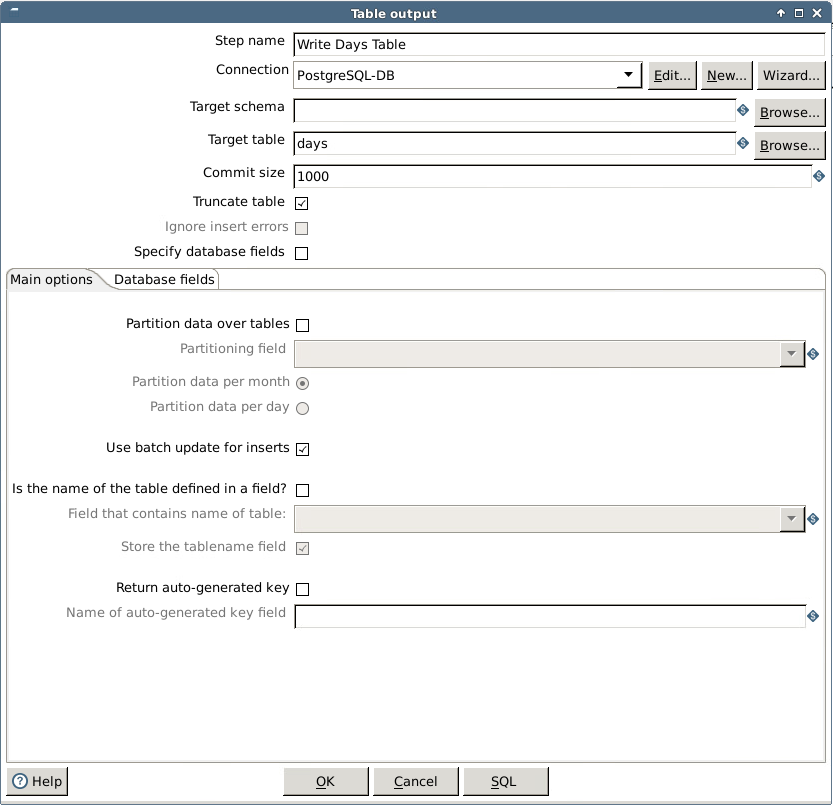 Table output
Step name Write Days Table
Connection PostgreSQL-DB Edit... New... Wizard...
Target schema Browse...
Target table days Browse...
Commit size 1000
Truncate table
Ignore insert errors
Specify database fields
Main options Database fields
Partition data over tables
Partitioning field
Partition data per month
Partition data per day
Use batch update for inserts
Is the name of the table defined in a field?
Field that contains name of table:
Store the tablename field
Return auto-generated key
Name of auto-generated key field
? Help OK Cancel SQL